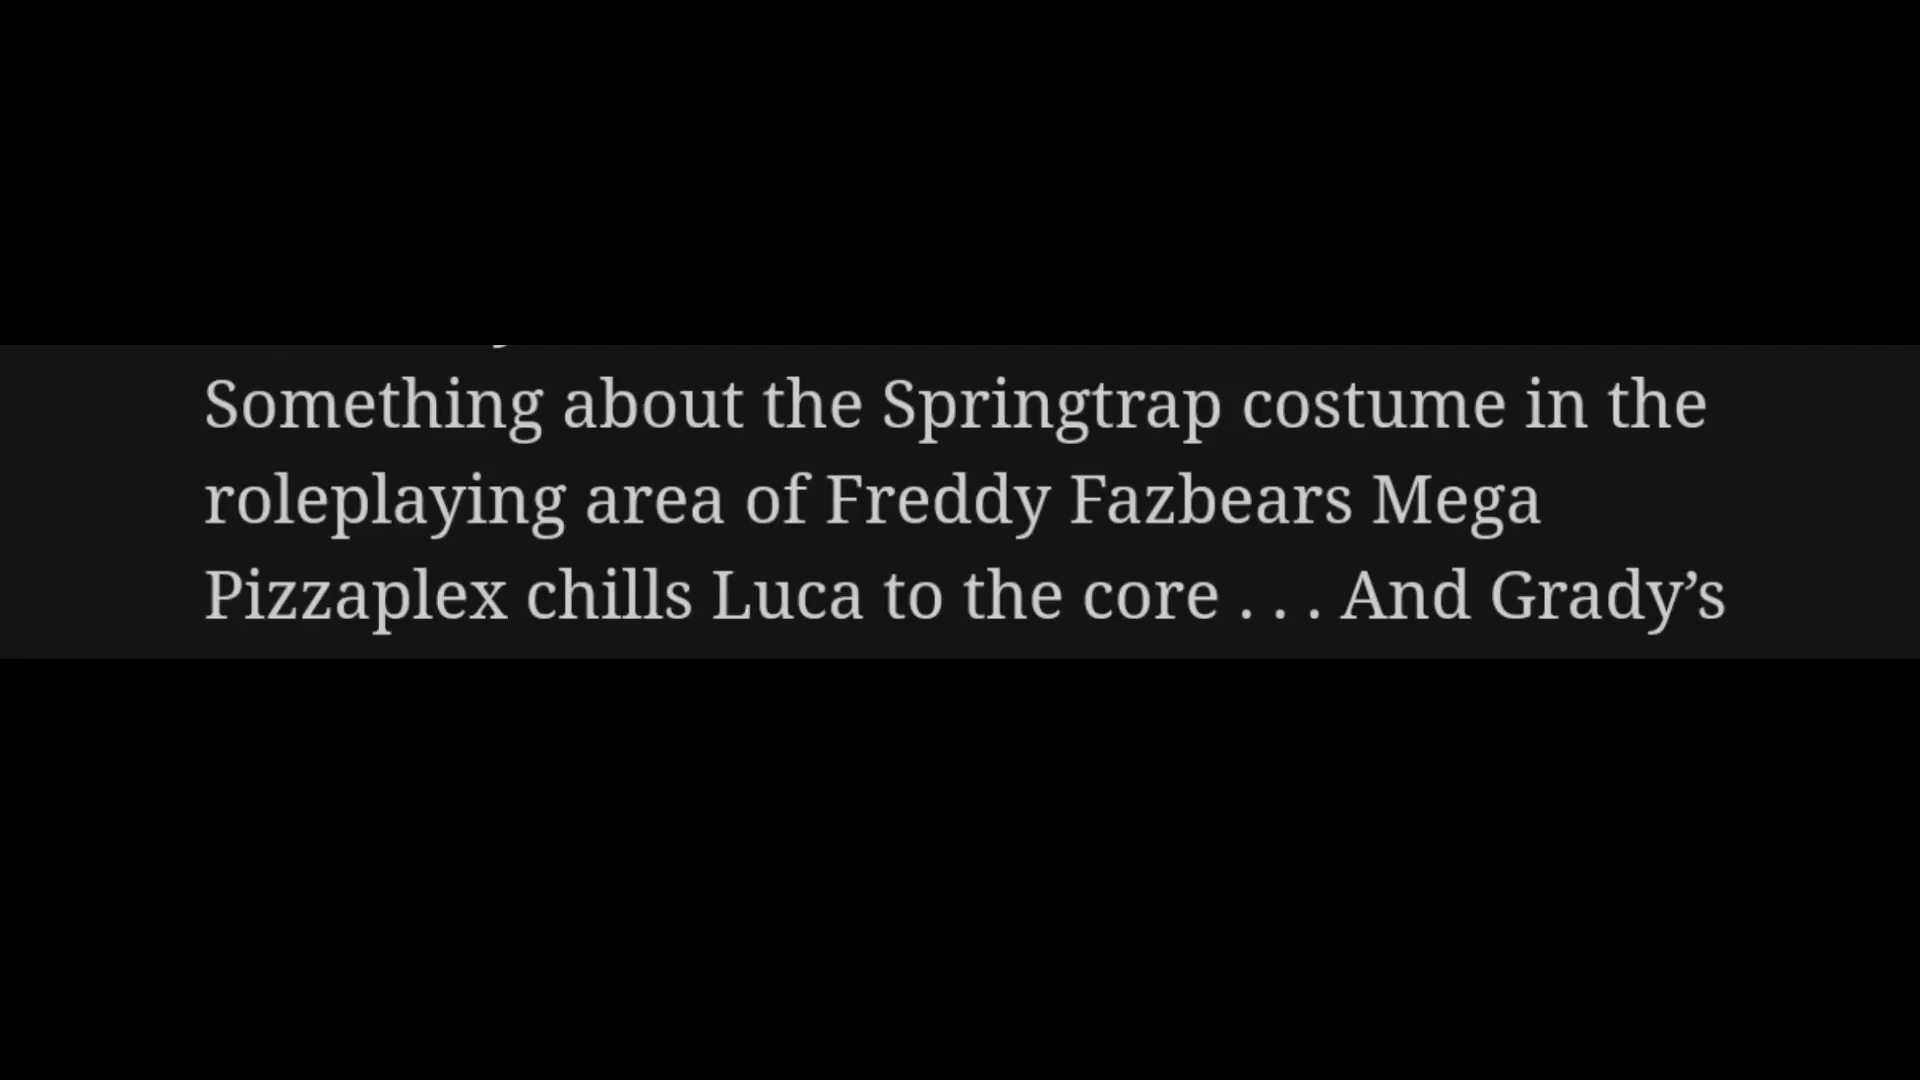 Something about the Springtrap costume in the
roleplaying area of Freddy Fazbears Mega
Pizzaplex chills Luca to the core . . . And Grady’s